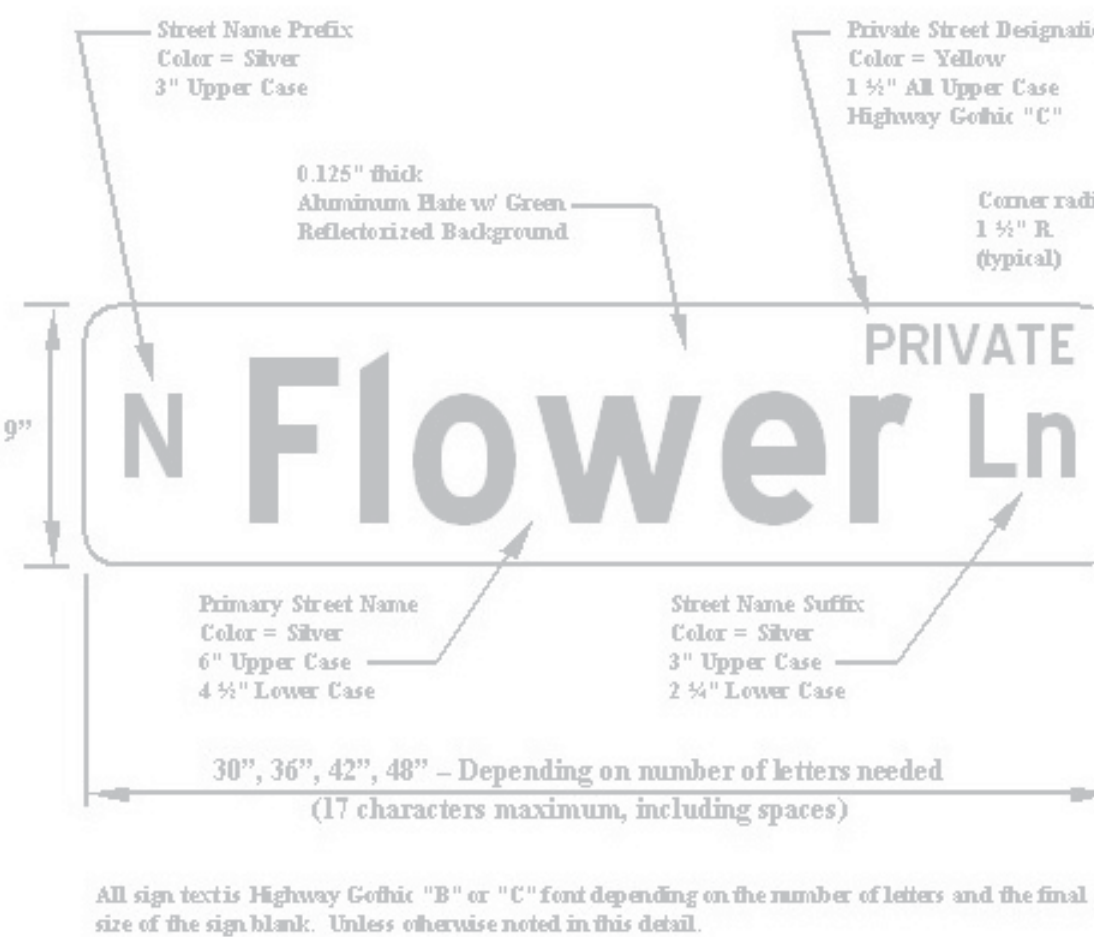 Street Name Prefix
Color = Silver
3" Upper Case
Private Street Designatio
Color = Yellow
1 ½" All Upper Case
Highway Gothic "C"
0.125" thick
Aluminum Plate w/ Green
Reflectorized Background
Corner radi
1 ½" R.
(typical)
PRIVATE
N Flower Ln
9”
Primary Street Name
Color = Silver
6" Upper Case
4 ½" Lower Case
Street Name Suffix
Color = Silver
3" Upper Case
2 ¼" Lower Case
30”, 36”, 42”, 48” – Depending on number of letters needed
(17 characters maximum, including spaces)
All sign text is Highway Gothic "B" or "C" font depending on the number of letters and the final
size of the sign blank. Unless otherwise noted in this detail.